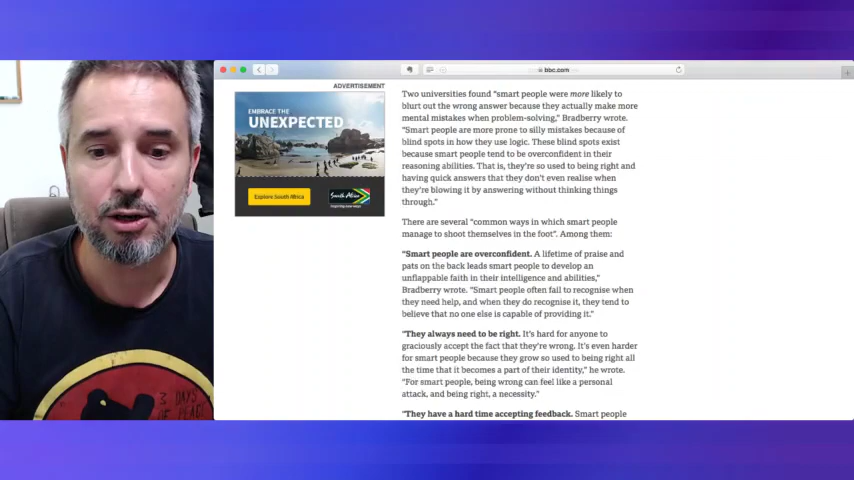 bbc.com
ADVERTISEMENT
EMBRACE THE
UNEXPECTED
Explore South Africa
South Africa
Inspiring new ways
Two universities found “smart people were more likely to
blurt out the wrong answer because they actually make more
mental mistakes when problem-solving,” Bradberry wrote.
“Smart people are more prone to silly mistakes because of
blind spots in how they use logic. These blind spots exist
because smart people tend to be overconfident in their
reasoning abilities. That is, they’re so used to being right and
having quick answers that they don’t even realise when
they’re blowing it by answering without thinking things
through.”
There are several “common ways in which smart people
manage to shoot themselves in the foot”. Among them:
“Smart people are overconfident. A lifetime of praise and
pats on the back leads smart people to develop an
unflappable faith in their intelligence and abilities,”
Bradberry wrote. “Smart people often fail to recognise when
they need help, and when they do recognise it, they tend to
believe that no one else is capable of providing it.”
“They always need to be right. It’s hard for anyone to
graciously accept the fact that they’re wrong. It’s even harder
for smart people because they grow so used to being right all
the time that it becomes a part of their identity,” he wrote.
“For smart people, being wrong can feel like a personal
attack, and being right, a necessity.”
“They have a hard time accepting feedback. Smart people
3 DAYS
OF PEACE